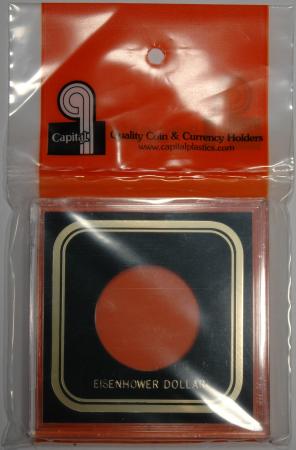 Capital
Quality Coin & Currency Holders
www.capitalplastics.com
EISENHOWER DOLLAR